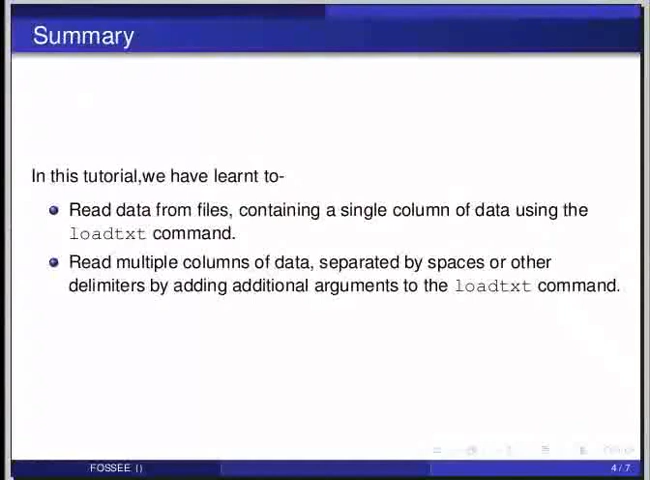 Summary
In this tutorial,we have learnt to-
Read data from files, containing a single column of data using the
loadtxt command.
Read multiple columns of data, separated by spaces or other
delimiters by adding additional arguments to the loadtxt command.
FOSSEE ()
4 / 7